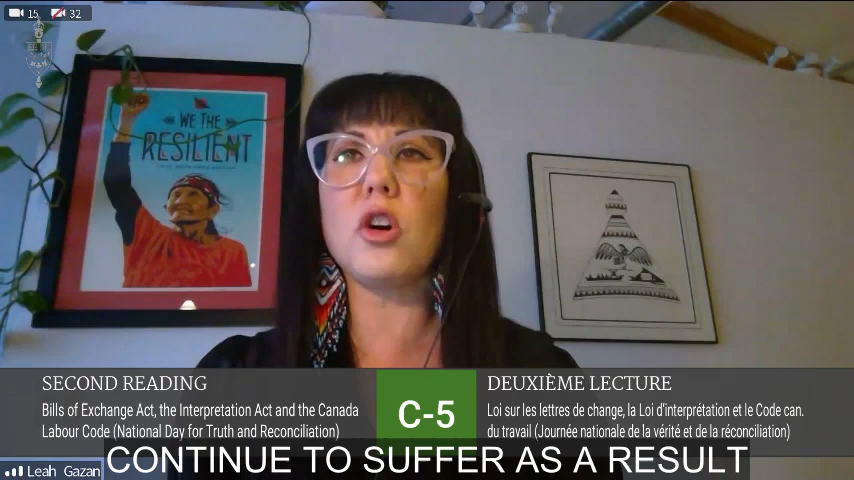 15 32
WE THE
RESILIENT
SECOND READING
Bills of Exchange Act, the Interpretation Act and the Canada
Labour Code (National Day for Truth and Reconciliation)
C-5
DEUXIÈME LECTURE
Loi sur les lettres de change, la Loi d'interprétation et le Code can.
du travail (Journée nationale de la vérité et de la réconciliation)
Leah Gazan
CONTINUE TO SUFFER AS A RESULT